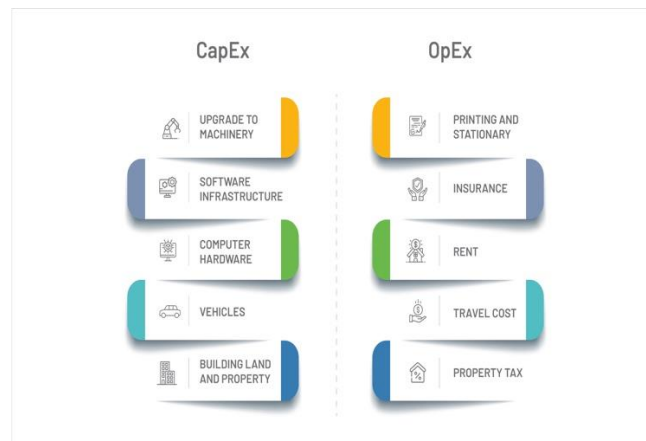 CapEx
UPGRADE TO
MACHINERY
SOFTWARE
INFRASTRUCTURE
COMPUTER
HARDWARE
VEHICLES
BUILDING LAND
AND PROPERTY
OpEx
PRINTING AND
STATIONARY
INSURANCE
RENT
TRAVEL COST
PROPERTY TAX